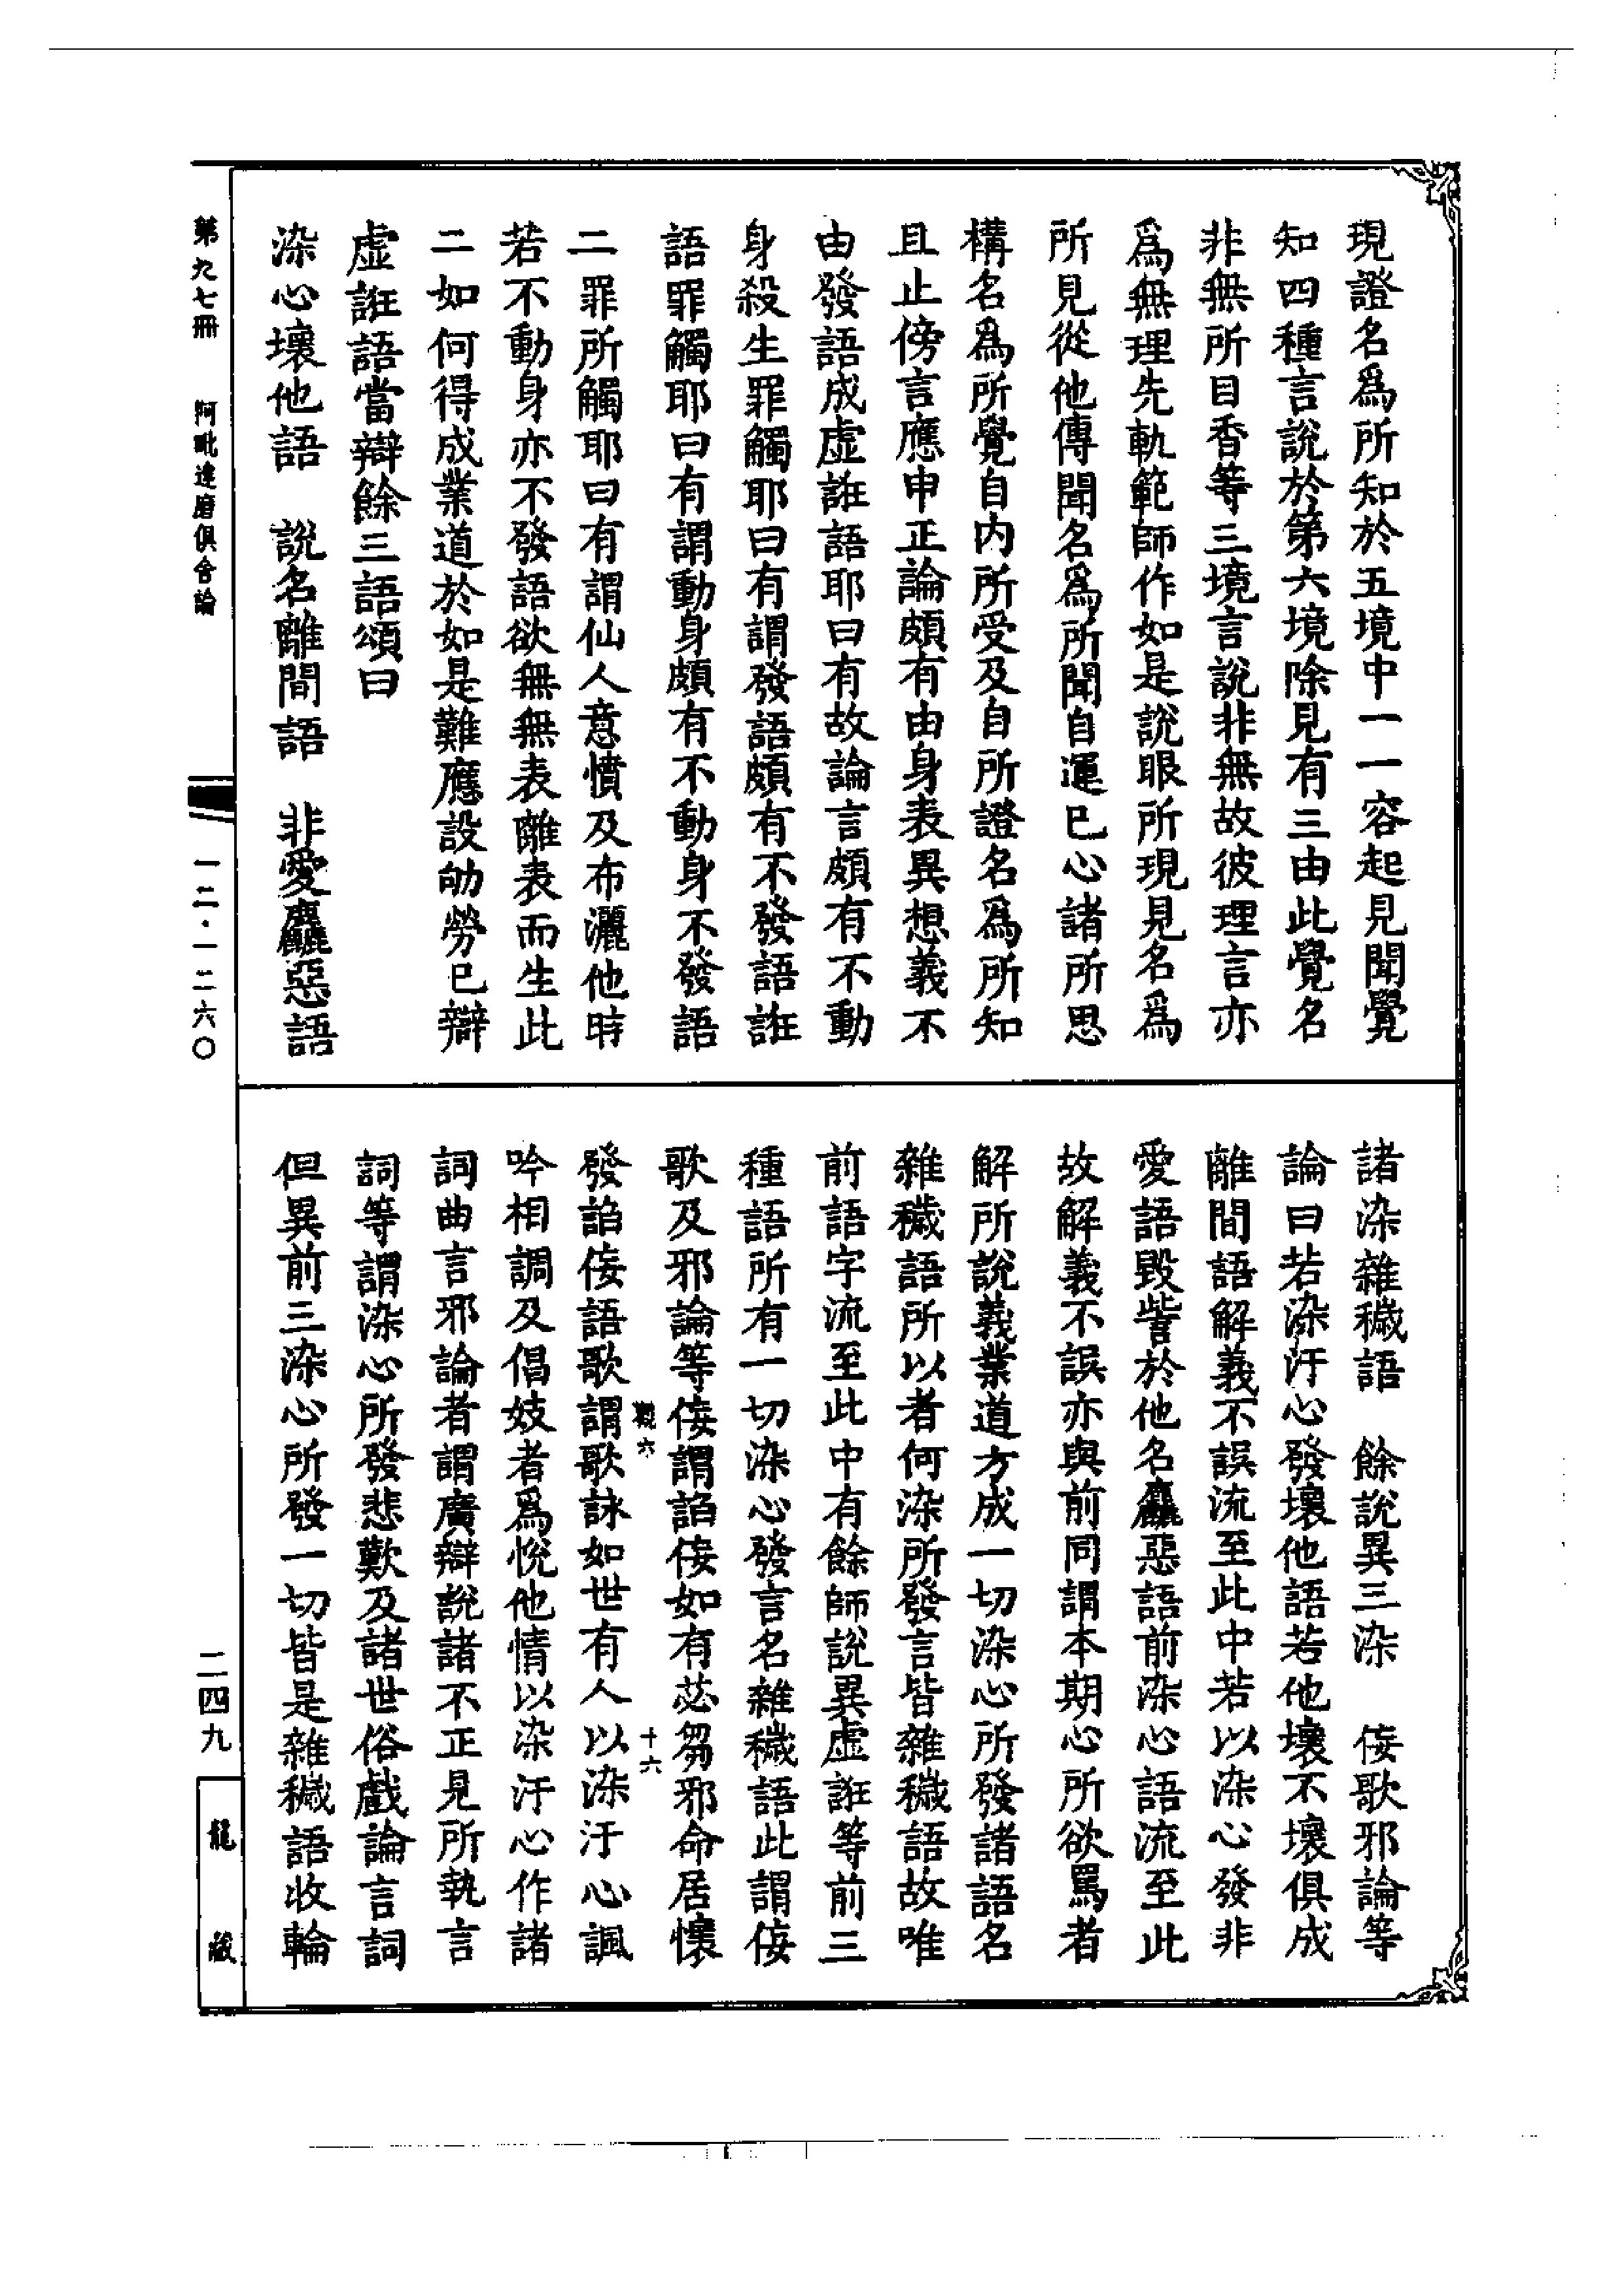 現證名爲所知於五境中一一容起見聞覺
知四種言說於第六境除見有三由此覺名
非無所目香等三境言說非無故彼理言亦
爲無理先軌範師作如是說眼所現見名爲
所見從他傳聞名爲所聞自運已心諸所思
構名爲所覺自内所受及自所證名爲所知
且止傍言應申正論頗有由身表異想義不
由發語成虛誑語耶曰有故論言頗有不動
身殺生罪觸耶曰有謂發語頗有不發語誑
語罪觸耶曰有謂動身頗有不動身不發語
二罪所觸耶曰有謂仙人意憤及布灑他時
若不動身亦不發語欲無無表離表而生此
二如何得成業道於如是難應設劬勞已辯
虛誑語當辯餘三語頌曰
染心壞他語　說名離間語　非愛麤惡語
諸染雜穢語　餘說異三染　佞歌邪論等
論曰若染汙心發壞他語若他壞不壞俱成
離間語解義不誤流至此中若以染心發非
愛語毀訾於他名麤惡語前染心語流至此
故解義不誤亦與前同謂本期心所欲罵者
解所說義業道方成一切染心所發諸語名
雜穢語所以者何染所發言皆雜穢語故唯
前語字流至此中有餘師說異虛誑等前三
種語所有一切染心發言名雜穢語此謂佞
歌及邪論等佞謂諂佞如有苾芻邪命居懷
發諂佞語歌謂歌詠如世有人以染汙心諷
吟相調及倡妓者爲悅他情以染汙心作諸
詞曲言邪論者謂廣辯說諸不正見所執言
詞等謂染心所發悲歎及諸世俗戲論言詞
但異前三染心所發一切皆是雜穢語收輪
觀六　十六
第九七冊　阿毗達磨俱舍論　一二·一二六〇　二四九　龍藏